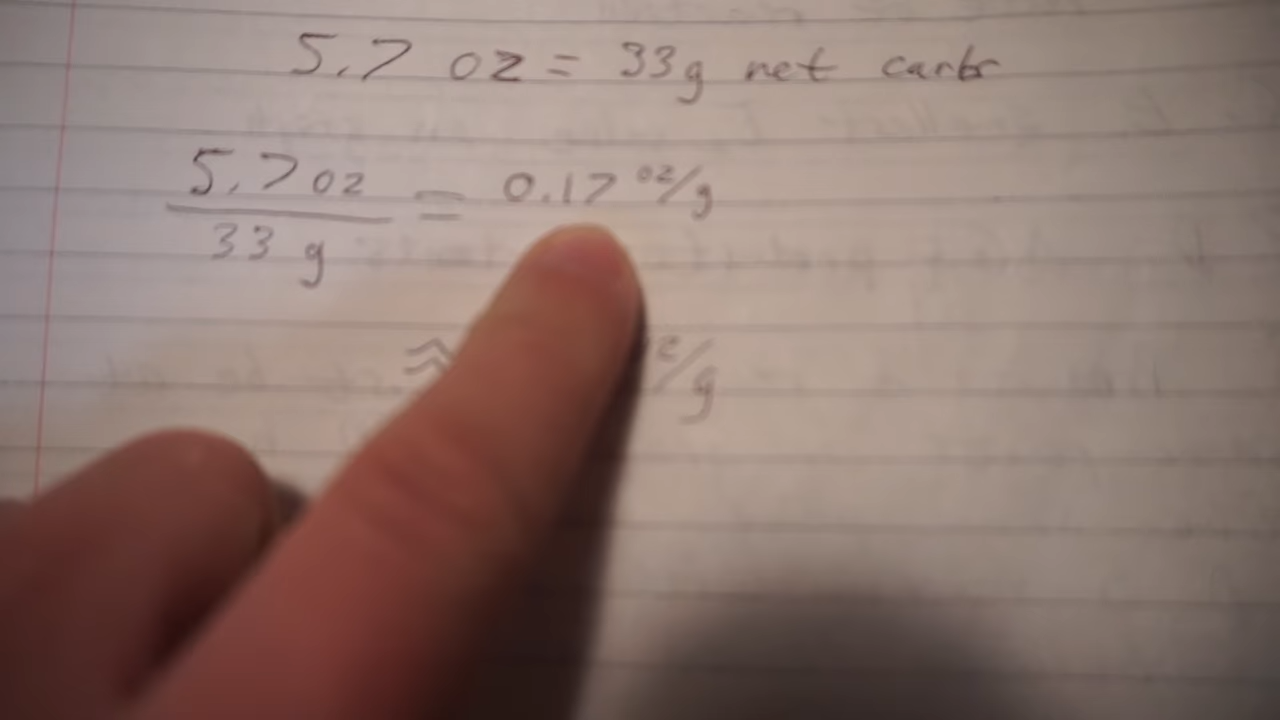 5.7 oz = 33g net carbs
5.7 oz = 0.17 oz/g
33 g
≈ z/g